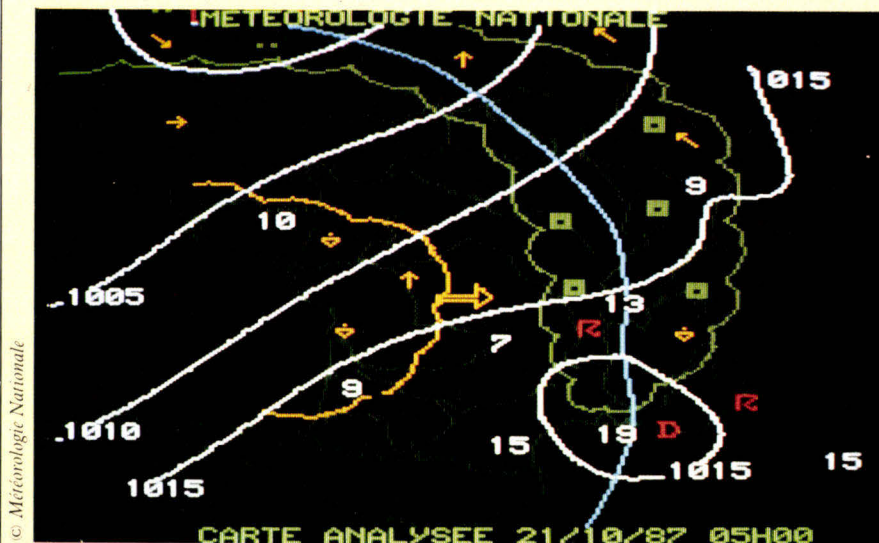 METEOROLOGIE NATIONALE
1015
9
10
1005
13
R
7
9
R
1010
19
D
15
1015
15
1015
CARTE ANALYSEE 21/10/87 05H00
© Météorologie Nationale